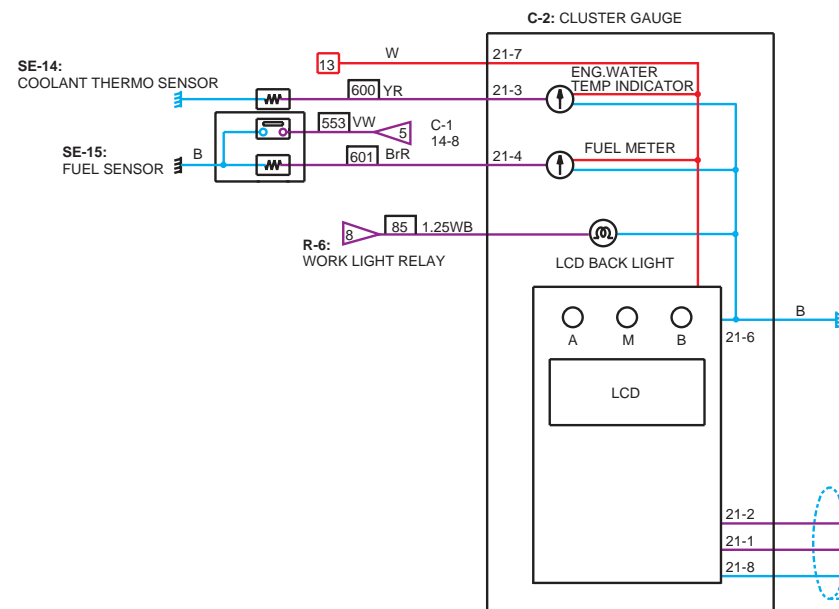 C-2: CLUSTER GAUGE
13
W
21-7
SE-14:
COOLANT THERMO SENSOR
600
YR
21-3
ENG.WATER
TEMP INDICATOR
553
VW
5
C-1
14-8
SE-15:
FUEL SENSOR
B
601
BrR
21-4
FUEL METER
8
85
1.25WB
R-6:
WORK LIGHT RELAY
LCD BACK LIGHT
B
A
M
B
21-6
LCD
21-2
21-1
21-8